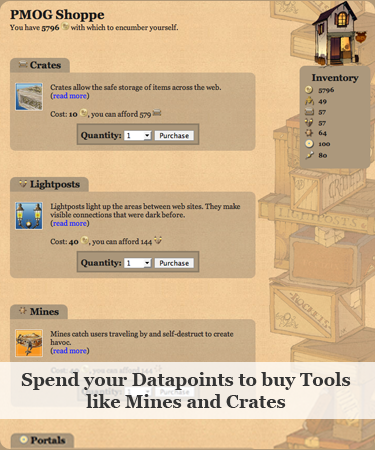 PMOG Shoppe
You have 5796 with which to encumber yourself.
Crates
Crates allow the safe storage of items across the web.
(read more)
Cost: 10 , you can afford 579
Quantity: 1 Purchase
Inventory
5796
49
57
57
64
100
80
Lightposts
Lightposts light up the areas between web sites. They make
visible connections that were dark before.
(read more)
Cost: 40 , you can afford 144
Quantity: 1 Purchase
Mines
Mines catch users traveling by and self-destruct to create
havoc.
(read more)
Spend your Datapoints to buy Tools
like Mines and Crates
Portals